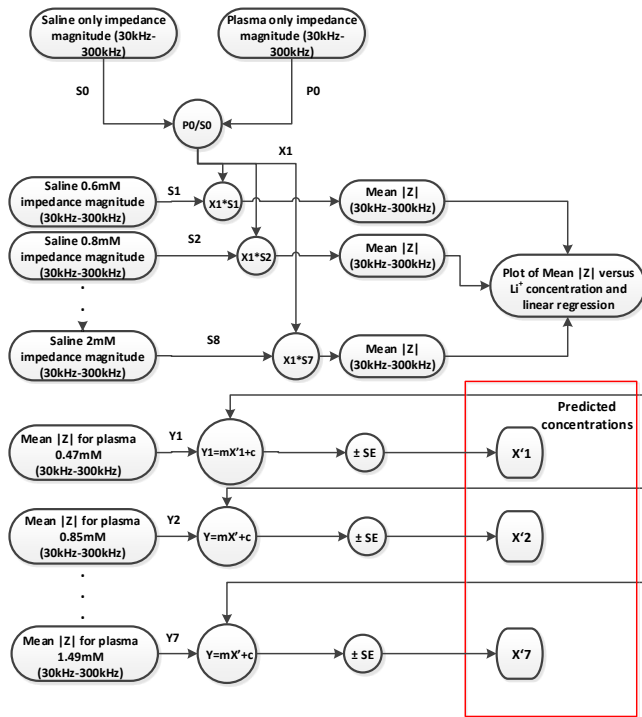 Saline only impedance
magnitude (30kHz-
300kHz)
Plasma only impedance
magnitude (30kHz-
300kHz)
S0
P0
P0/S0
X1
Saline 0.6mM
impedance magnitude
(30kHz-300kHz)
S1
X1*S1
Mean |Z|
(30kHz-300kHz)
Saline 0.8mM
impedance magnitude
(30kHz-300kHz)
S2
X1*S2
Mean |Z|
(30kHz-300kHz)
Plot of Mean |Z| versus
Li+ concentration and
linear regression
.
.
Saline 2mM
impedance magnitude
(30kHz-300kHz)
S8
X1*S7
Mean |Z|
(30kHz-300kHz)
Predicted
concentrations
Mean |Z| for plasma
0.47mM
(30kHz-300kHz)
Y1
Y1=mX'1+c
± SE
X'1
Mean |Z| for plasma
0.85mM
(30kHz-300kHz)
Y2
Y=mX'+c
± SE
X'2
.
.
.
Mean |Z| for plasma
1.49mM
(30kHz-300kHz)
Y7
Y=mX'+c
± SE
X'7